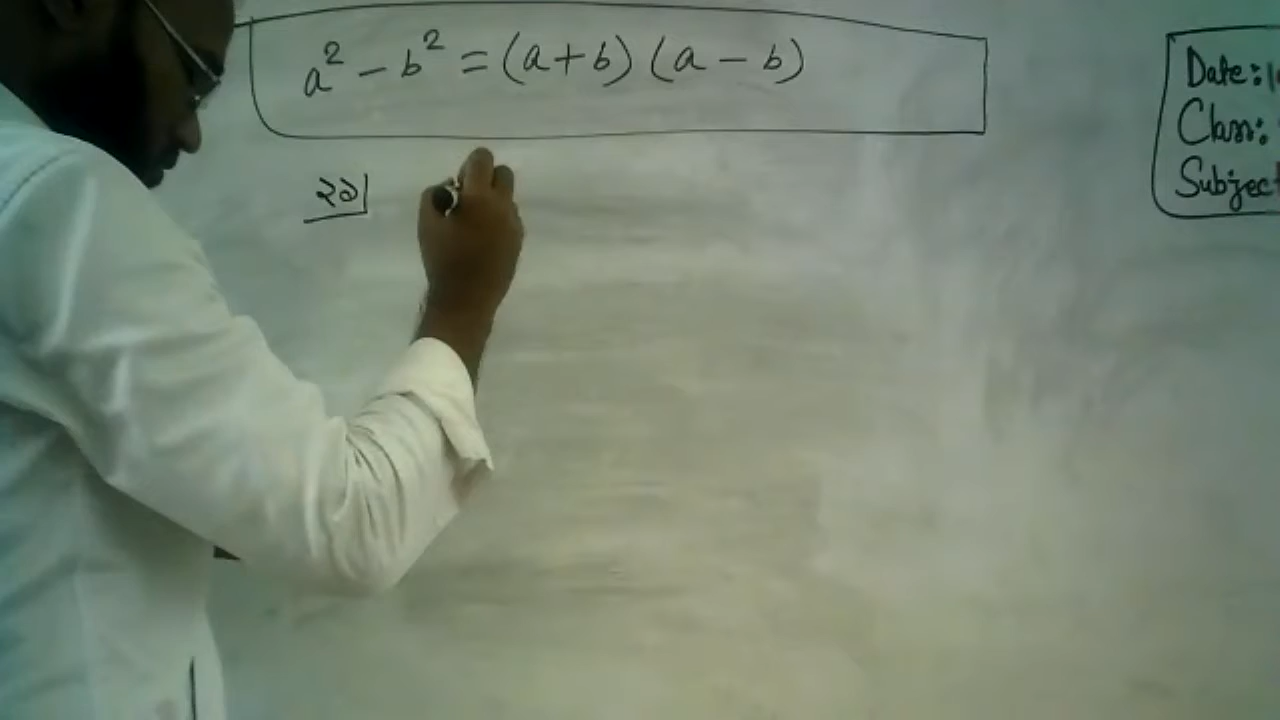 a² - b² = (a+b) (a - b)
২১।
Date:
Class:
Subject